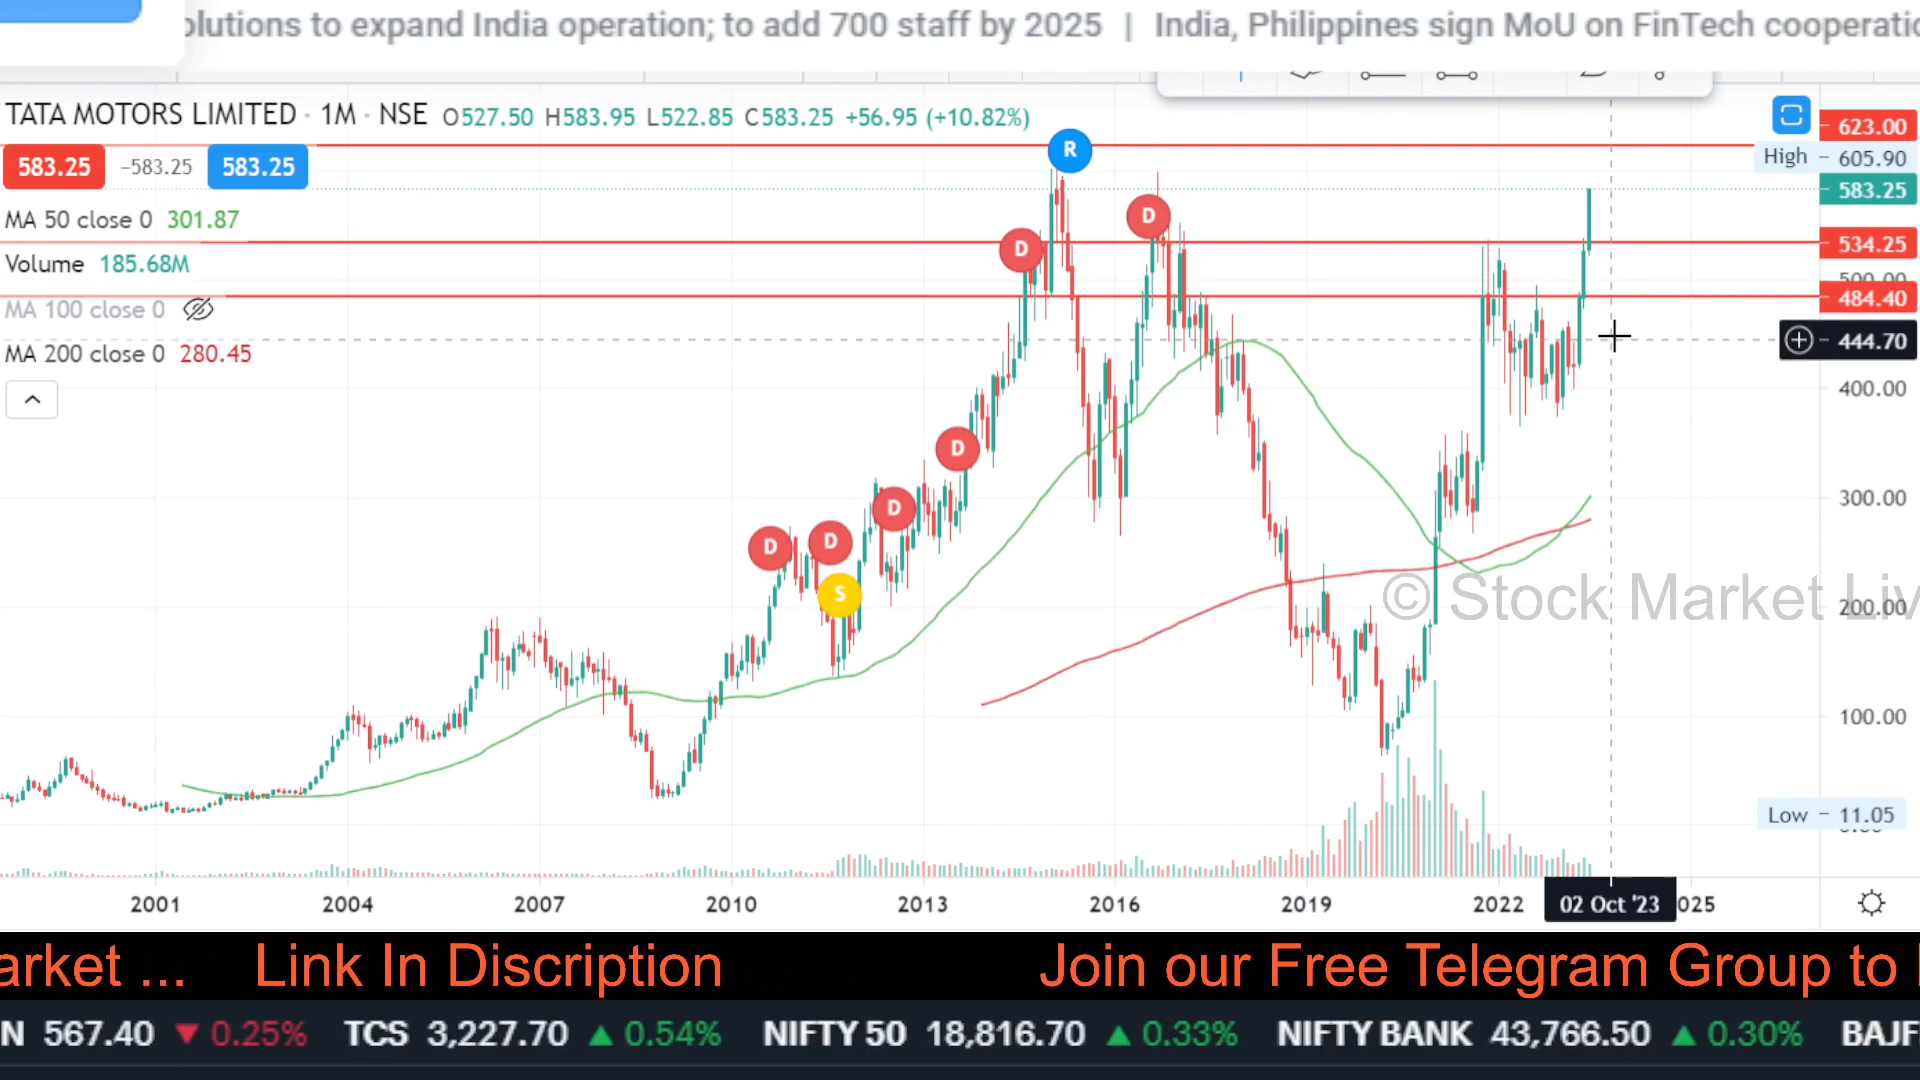 olutions to expand India operation; to add 700 staff by 2025 | India, Philippines sign MoU on FinTech cooperatio
TATA MOTORS LIMITED · 1M · NSE O527.50 H583.95 L522.85 C583.25 +56.95 (+10.82%)
623.00
R
High 605.90
583.25 −583.25 583.25
583.25
MA 50 close 0 301.87
D
D
534.25
Volume 185.68M
500.00
484.40
MA 100 close 0
444.70
MA 200 close 0 280.45
400.00
D
300.00
D
D
D
S
© Stock Market Liv
200.00
100.00
Low 11.05
2001 2004 2007 2010 2013 2016 2019 2022 02 Oct '23 025
arket ... Link In Discription Join our Free Telegram Group to
N 567.40 ▼ 0.25% TCS 3,227.70 ▲ 0.54% NIFTY 50 18,816.70 ▲ 0.33% NIFTY BANK 43,766.50 ▲ 0.30% BAJF